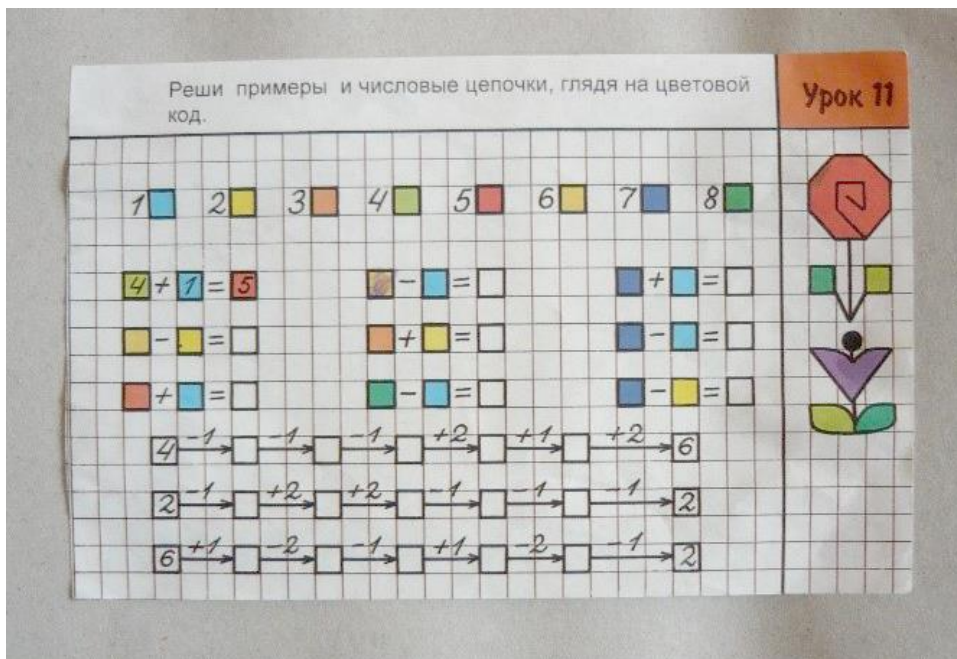 Реши примеры и числовые цепочки, глядя на цветовой
код.
Урок 11
1 2 3 4 5 6 7 8
4 + 1 = 5 - = + =
- = + = - =
+ = - = - =
-1 -1 -1 +2 +1 +2
4 6
-1 +2 +2 -1 -1 -1
2 2
+1 -2 -1 +1 -2 -1
6 2